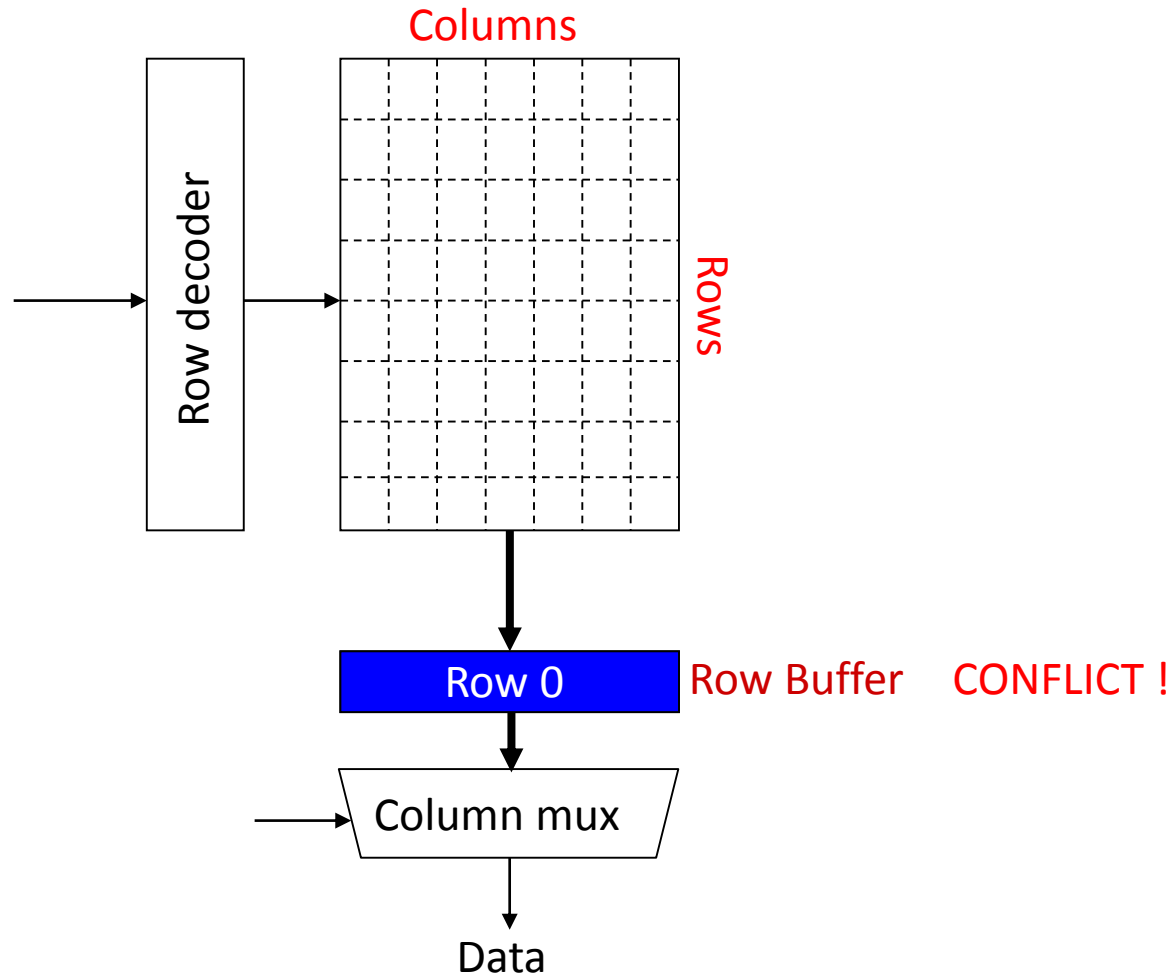 Columns
Row decoder
Rows
Row 0
Row Buffer
CONFLICT !
Column mux
Data